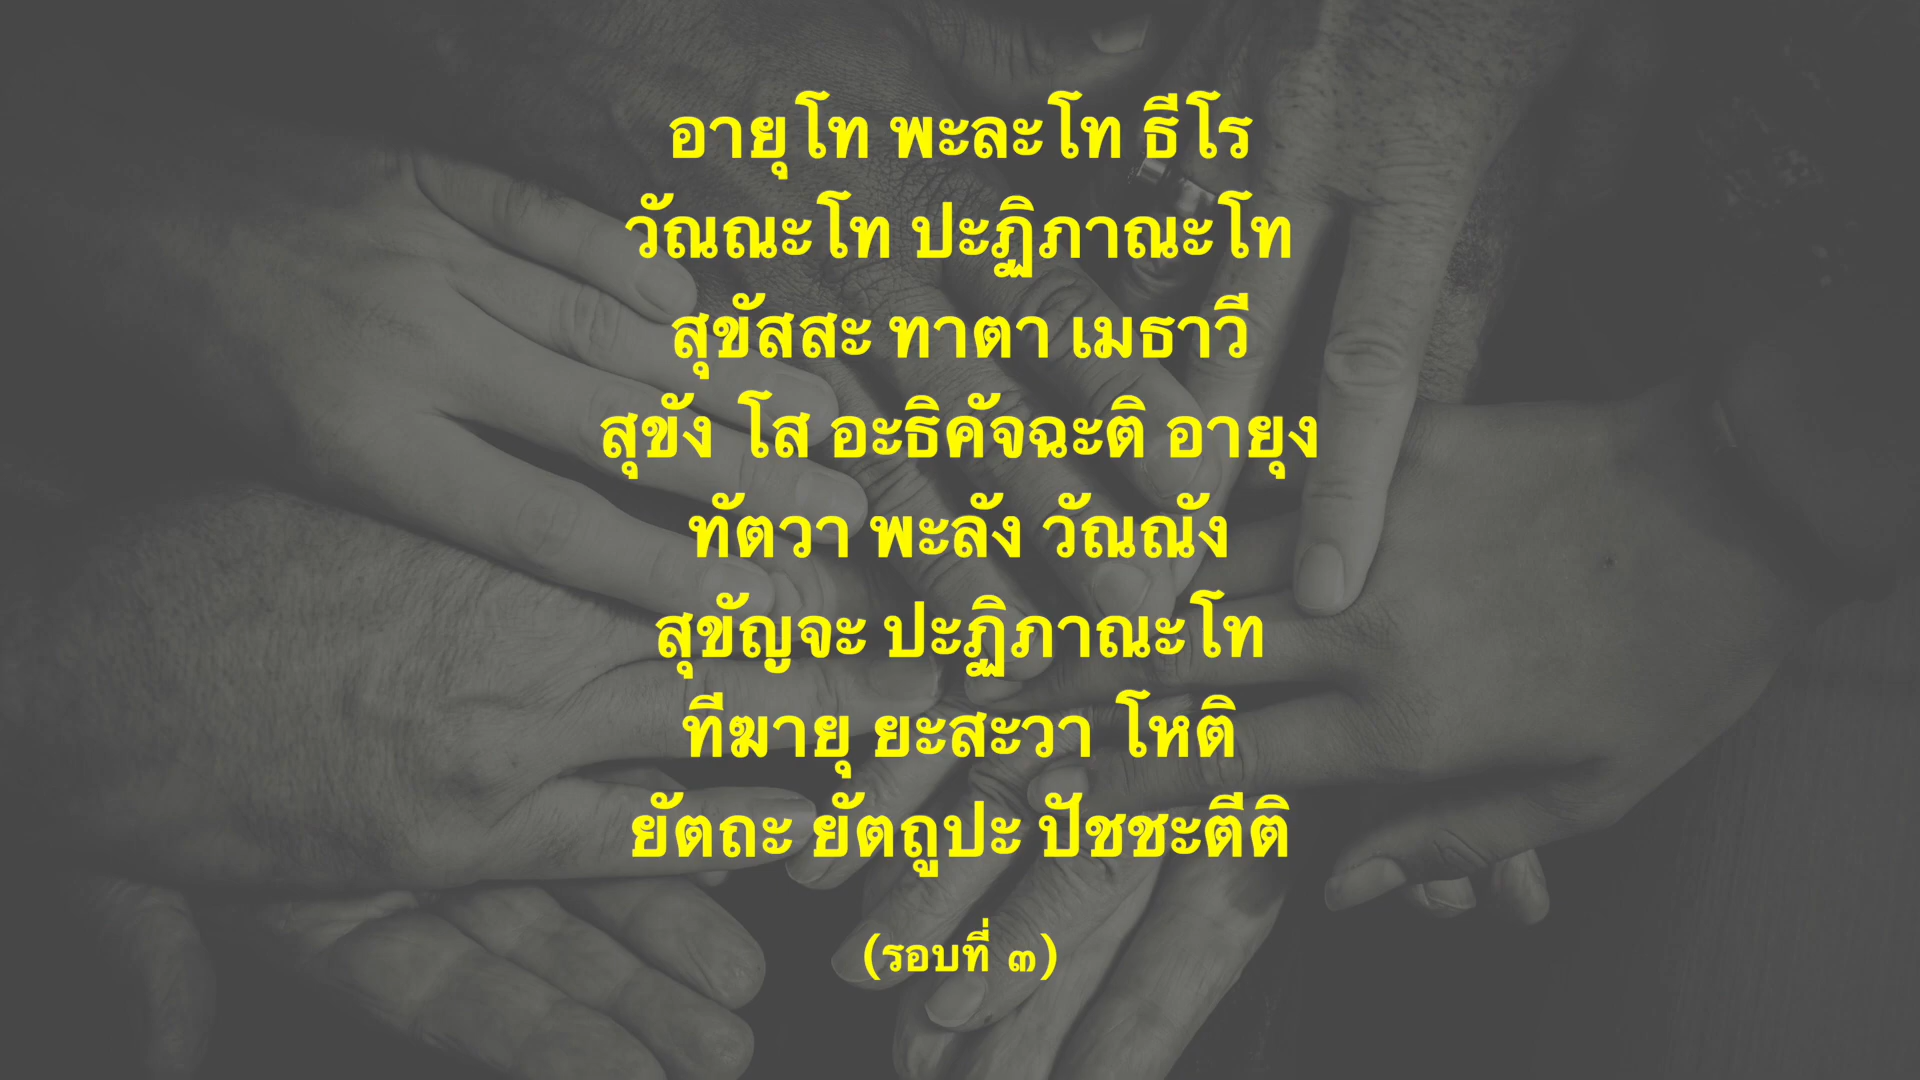 อายุโท พะละโท ธีโร
วัณณะโท ปะฏิภาณะโท
สุขัสสะ ทาตา เมธาวี
สุขัง โส อะธิคัจฉะติ อายุง
ทัตวา พะลัง วัณณัง
สุขัญจะ ปะฏิภาณะโท
ทีฆายุ ยะสะวา โหติ
ยัตถะ ยัตถูปะ ปัชชะตีติ
(รอบที่ ๓)